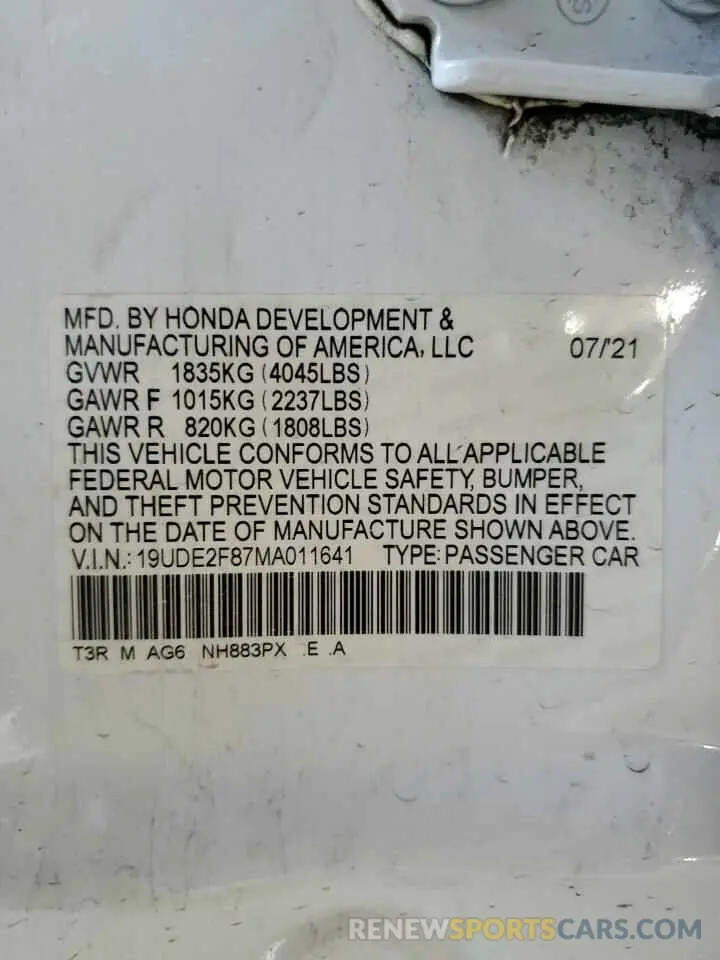 MFD. BY HONDA DEVELOPMENT &
MANUFACTURING OF AMERICA, LLC 07/'21
GVWR 1835KG (4045LBS)
GAWR F 1015KG (2237LBS)
GAWR R 820KG (1808LBS)
THIS VEHICLE CONFORMS TO ALL APPLICABLE
FEDERAL MOTOR VEHICLE SAFETY, BUMPER,
AND THEFT PREVENTION STANDARDS IN EFFECT
ON THE DATE OF MANUFACTURE SHOWN ABOVE.
V.I.N.: 19UDE2F87MA011641 TYPE: PASSENGER CAR
T3R M AG6 NH883PX .E .A
RENEWSPORTSCARS.COM